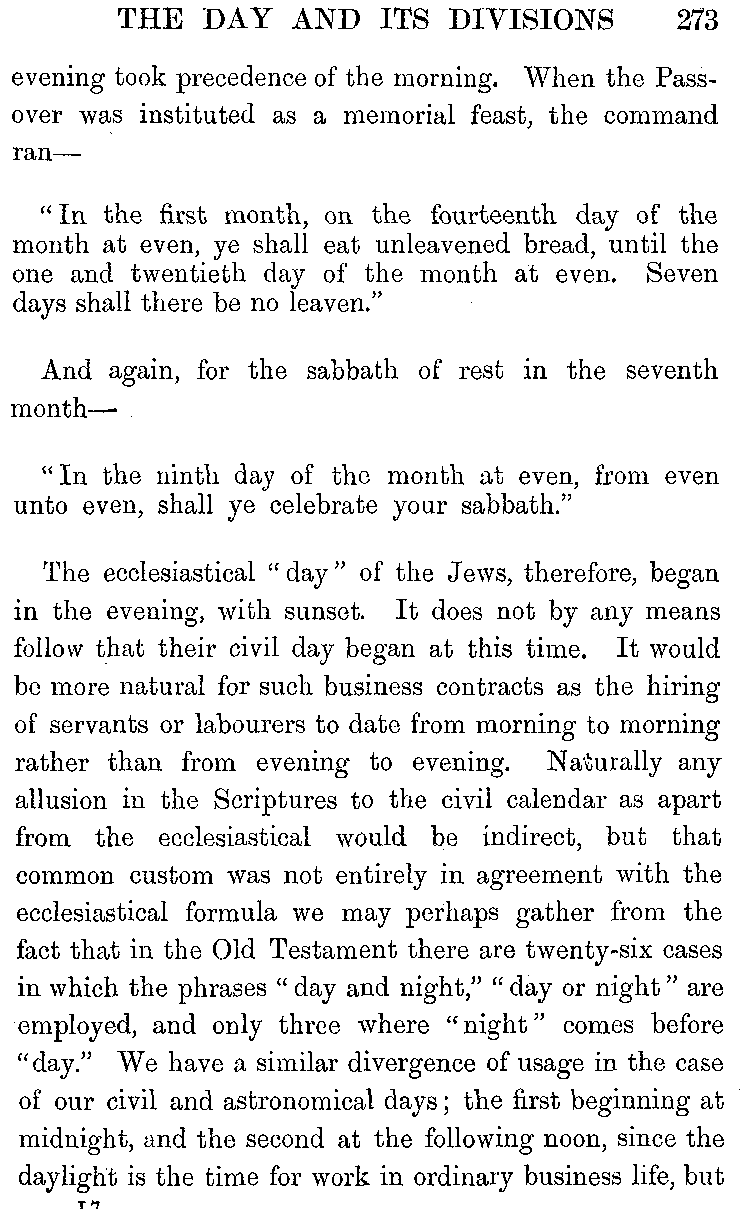 THE DAY AND ITS DIVISIONS 273
evening took precedence of the morning. When the Pass-
over was instituted as a memorial feast, the command
ran—
“In the first month, on the fourteenth day of the
month at even, ye shall eat unleavened bread, until the
one and twentieth day of the month at even. Seven
days shall there be no leaven.”
And again, for the sabbath of rest in the seventh
month—
“In the ninth day of the month at even, from even
unto even, shall ye celebrate your sabbath.”
The ecclesiastical “day” of the Jews, therefore, began
in the evening, with sunset. It does not by any means
follow that their civil day began at this time. It would
be more natural for such business contracts as the hiring
of servants or labourers to date from morning to morning
rather than from evening to evening. Naturally any
allusion in the Scriptures to the civil calendar as apart
from the ecclesiastical would be indirect, but that
common custom was not entirely in agreement with the
ecclesiastical formula we may perhaps gather from the
fact that in the Old Testament there are twenty-six cases
in which the phrases “day and night,” “day or night” are
employed, and only three where “night” comes before
“day.” We have a similar divergence of usage in the case
of our civil and astronomical days; the first beginning at
midnight, and the second at the following noon, since the
daylight is the time for work in ordinary business life, but